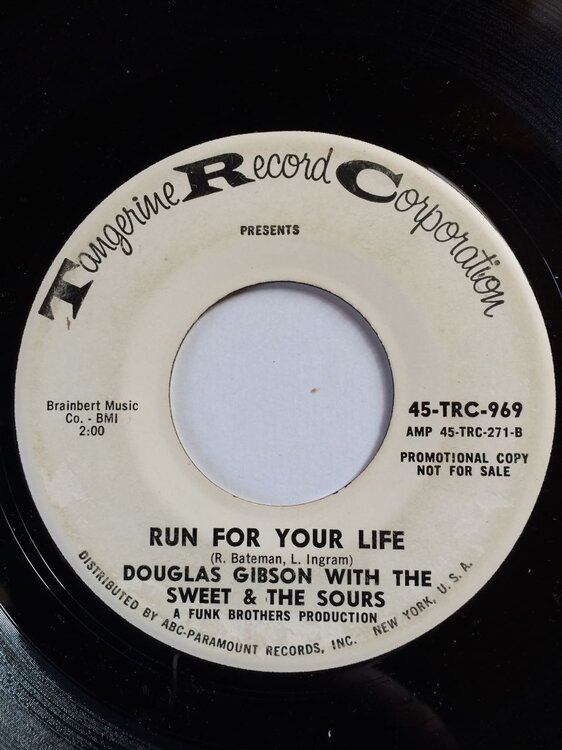 Tangerine Record Corporation
PRESENTS
Brainbert Music
Co. - BMI
2:00
45-TRC-969
AMP 45-TRC-271-B
PROMOTIONAL COPY
NOT FOR SALE
RUN FOR YOUR LIFE
(R. Bateman, L. Ingram)
DOUGLAS GIBSON WITH THE
SWEET & THE SOURS
A FUNK BROTHERS PRODUCTION
DISTRIBUTED BY ABC-PARAMOUNT RECORDS, INC. NEW YORK, U.S.A.